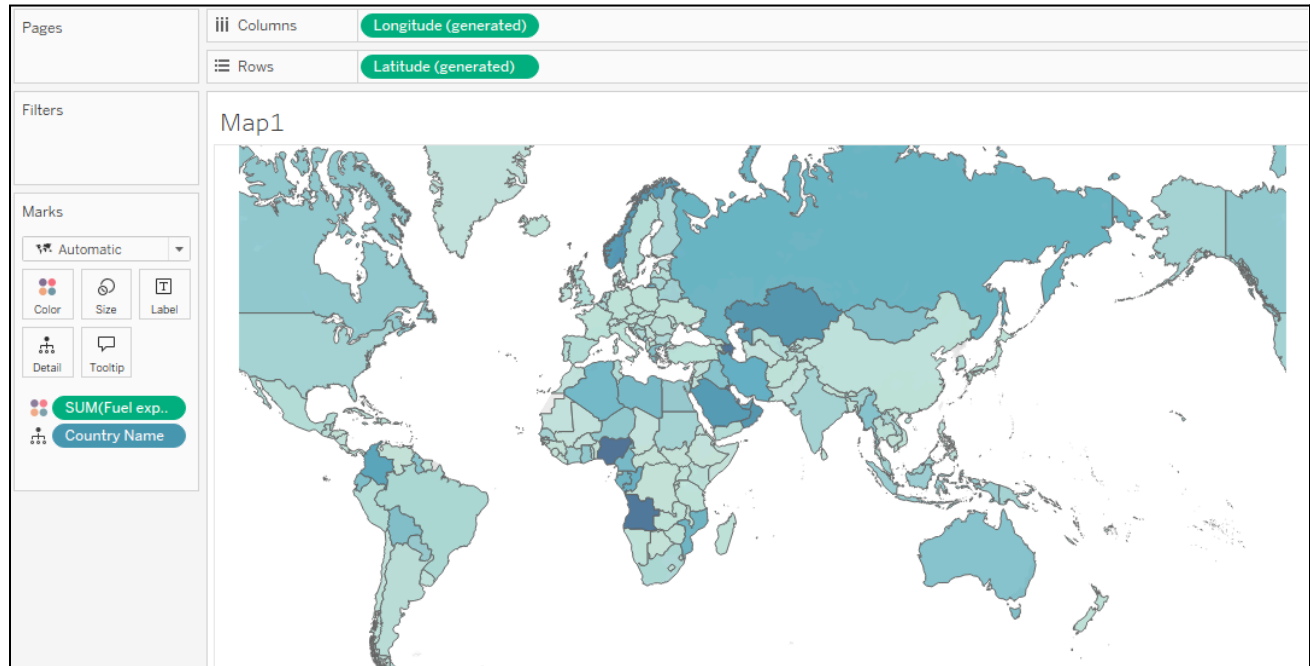 Pages
Columns
Longitude (generated)
Rows
Latitude (generated)
Filters
Map1
Marks
Automatic
Color
Size
Label
Detail
Tooltip
SUM(Fuel exp..
Country Name